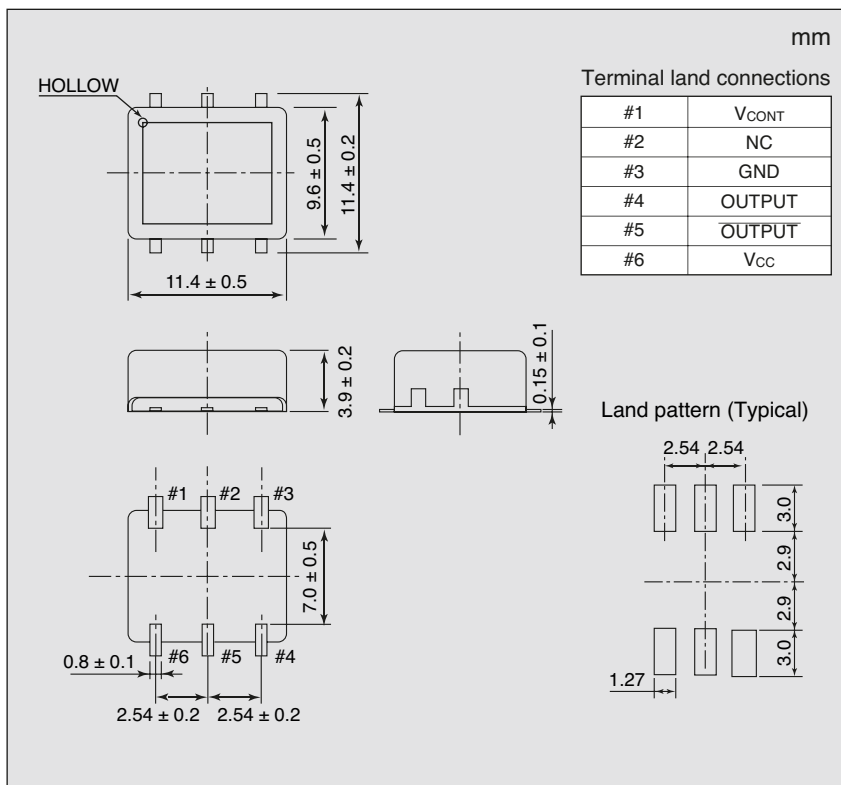 mm
HOLLOW
9.6 ± 0.5
11.4 ± 0.2
11.4 ± 0.5
Terminal land connections
#1 VCONT
#2 NC
#3 GND
#4 OUTPUT
#5 OUTPUT
#6 VCC
3.9 ± 0.2
0.15 ± 0.1
#1 #2 #3
7.0 ± 0.5
#6 #5 #4
0.8 ± 0.1
2.54 ± 0.2 2.54 ± 0.2
Land pattern (Typical)
2.54 2.54
3.0
2.9
2.9
3.0
1.27